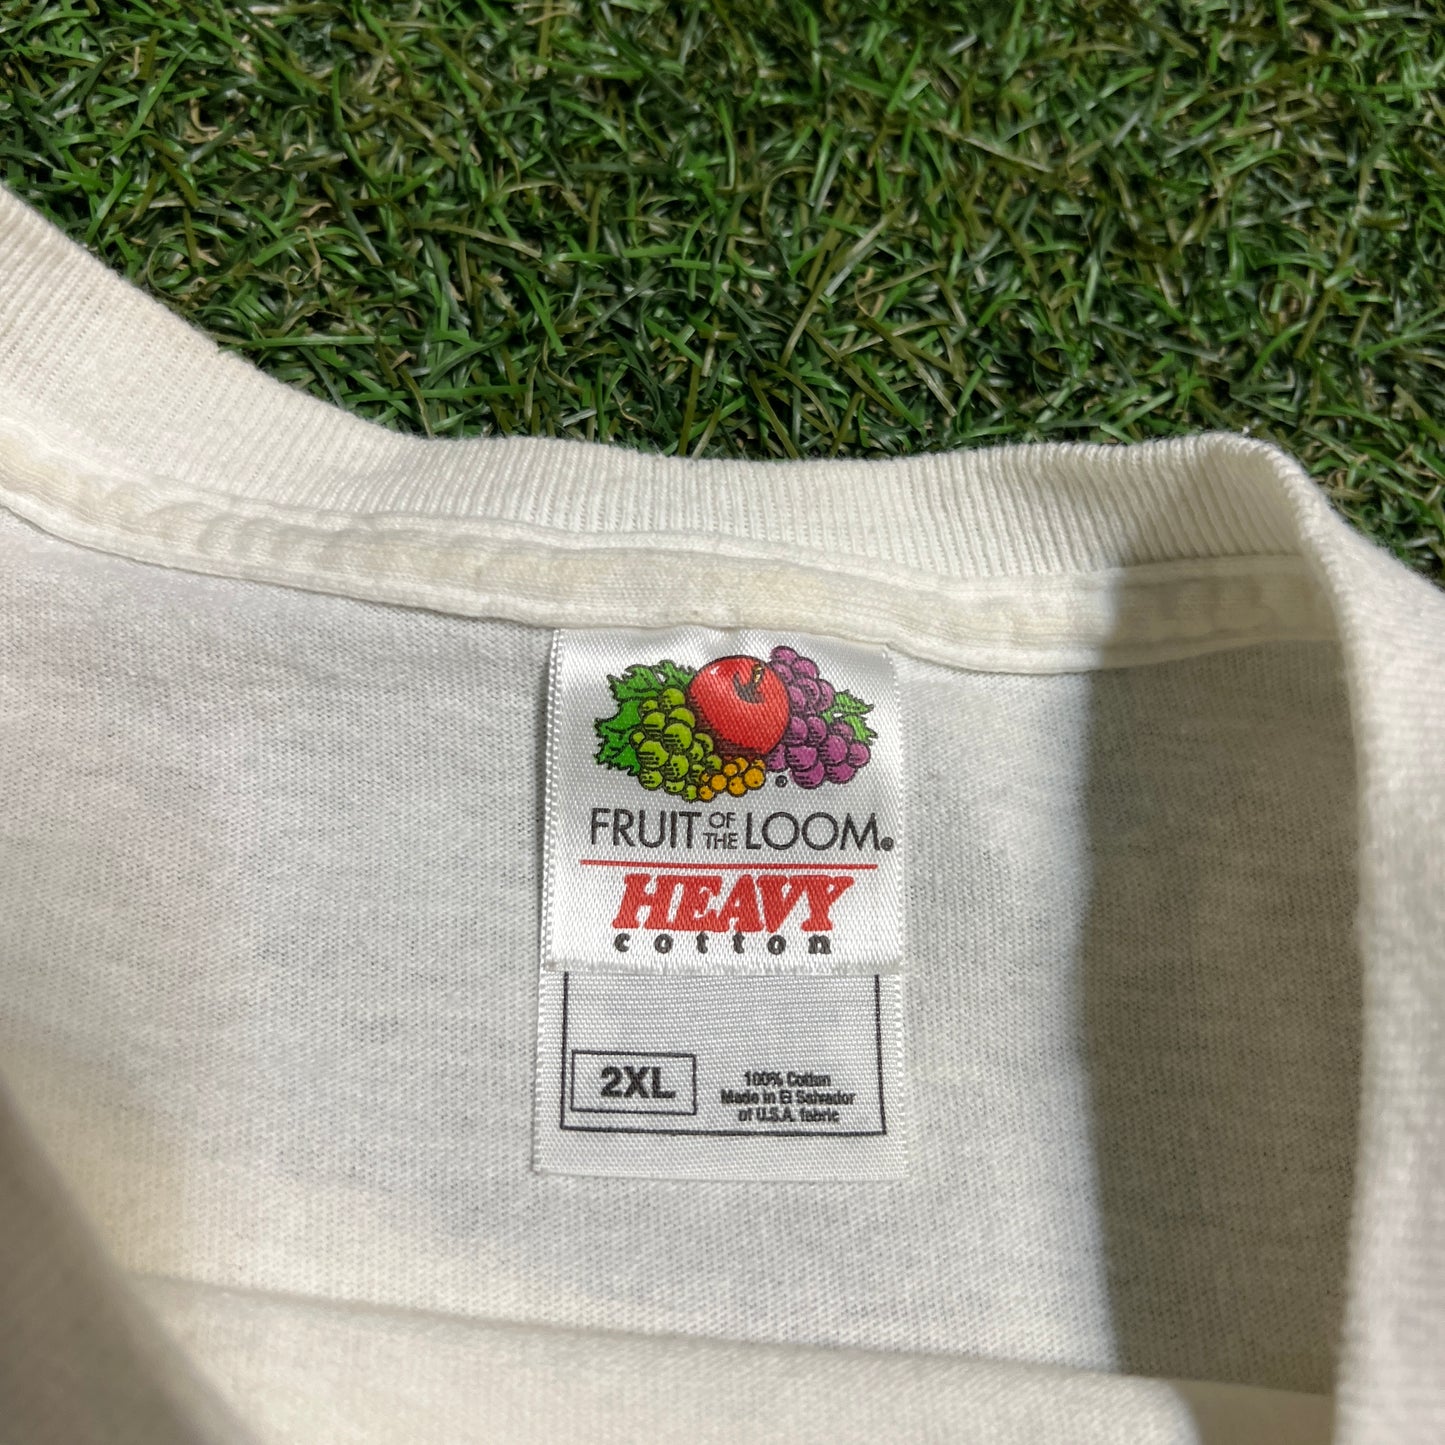 FRUIT OF THE LOOM®
HEAVY
cotton
2XL
100% Cotton
Made in El Salvador
of U.S.A. fabric